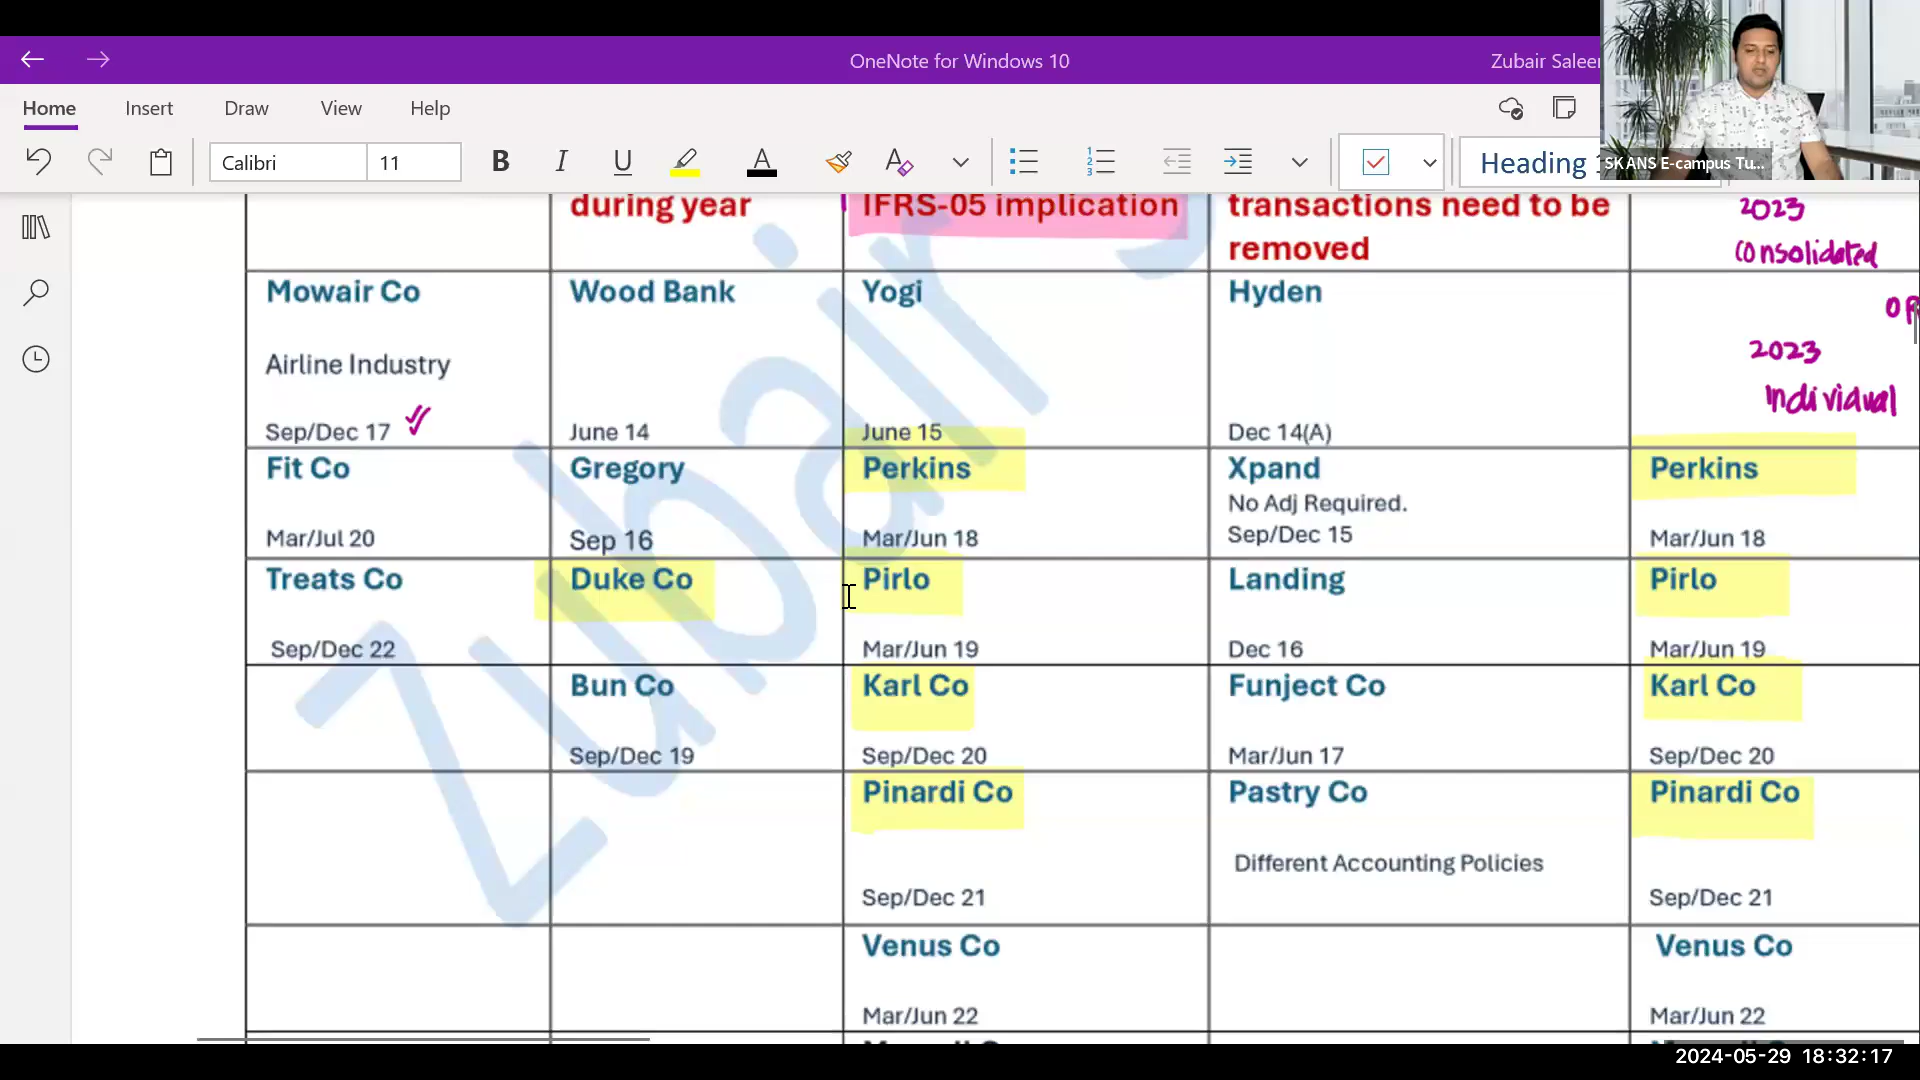 OneNote for Windows 10
Zubair Saleem
Home Insert Draw View Help
Calibri 11 B I U A Heading 1
SKANS E-campus Tu...
during year IFRS-05 implication transactions need to be
removed
2023
Consolidated
Mowair Co Wood Bank Yogi Hyden
2023
Individual
Airline Industry
Sep/Dec 17 June 14 June 15 Dec 14(A)
Fit Co Gregory Perkins Xpand Perkins
No Adj Required.
Mar/Jul 20 Sep 16 Mar/Jun 18 Sep/Dec 15 Mar/Jun 18
Treats Co Duke Co Pirlo Landing Pirlo
Sep/Dec 22 Mar/Jun 19 Dec 16 Mar/Jun 19
Bun Co Karl Co Funject Co Karl Co
Sep/Dec 19 Sep/Dec 20 Mar/Jun 17 Sep/Dec 20
Pinardi Co Pastry Co Pinardi Co
Different Accounting Policies
Sep/Dec 21 Sep/Dec 21
Venus Co Venus Co
Mar/Jun 22 Mar/Jun 22
Zubair
2024-05-29 18:32:17